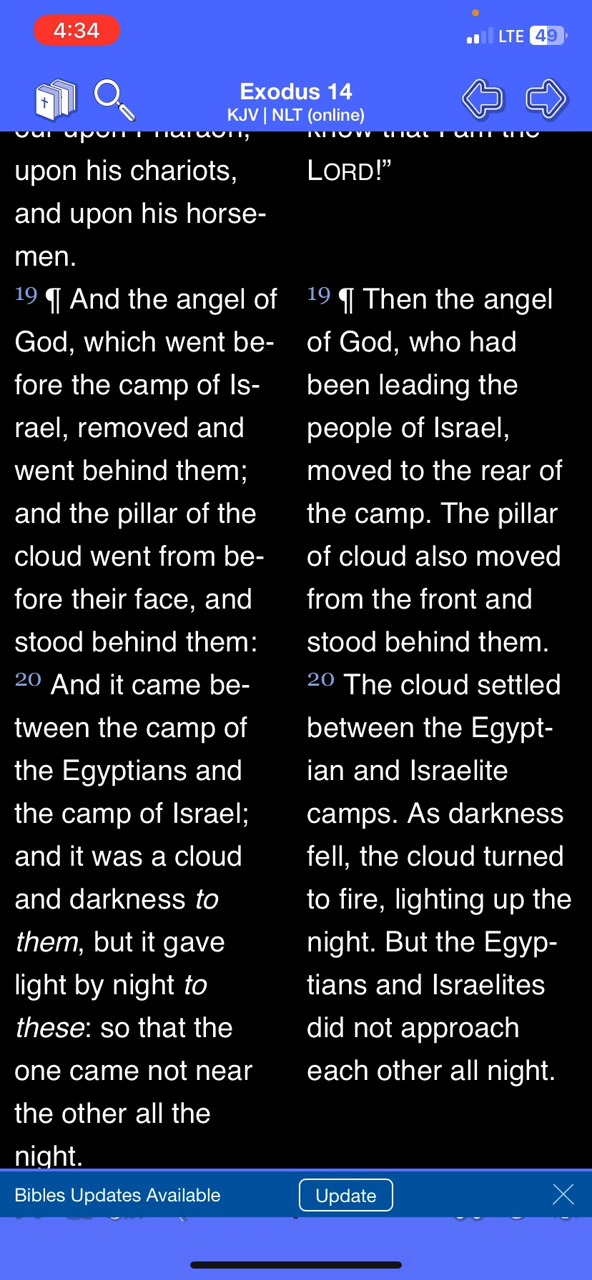 4:34
LTE 49
Exodus 14
KJV | NLT (online)
our upon Pharaoh,
upon his chariots,
and upon his horse-
men.
19 ¶ And the angel of
God, which went be-
fore the camp of Is-
rael, removed and
went behind them;
and the pillar of the
cloud went from be-
fore their face, and
stood behind them:
20 And it came be-
tween the camp of
the Egyptians and
the camp of Israel;
and it was a cloud
and darkness to
them, but it gave
light by night to
these: so that the
one came not near
the other all the
night.
know that I am the
LORD!”
19 ¶ Then the angel
of God, who had
been leading the
people of Israel,
moved to the rear of
the camp. The pillar
of cloud also moved
from the front and
stood behind them.
20 The cloud settled
between the Egypt-
ian and Israelite
camps. As darkness
fell, the cloud turned
to fire, lighting up the
night. But the Egyp-
tians and Israelites
did not approach
each other all night.
Bibles Updates Available
Update